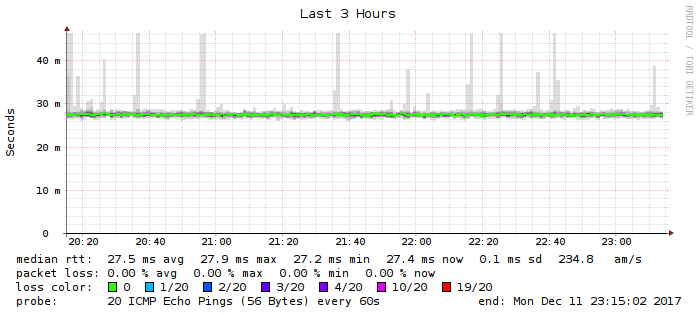 Last 3 Hours
RRDTOOL / TOBI OETIKER
Seconds
40 m
30 m
20 m
10 m
0
20:20 20:40 21:00 21:20 21:40 22:00 22:20 22:40 23:00
median rtt: 27.5 ms avg 27.9 ms max 27.2 ms min 27.4 ms now 0.1 ms sd 234.8 am/s
packet loss: 0.00 % avg 0.00 % max 0.00 % min 0.00 % now
loss color: 0 1/20 2/20 3/20 4/20 10/20 19/20
probe: 20 ICMP Echo Pings (56 Bytes) every 60s end: Mon Dec 11 23:15:02 2017